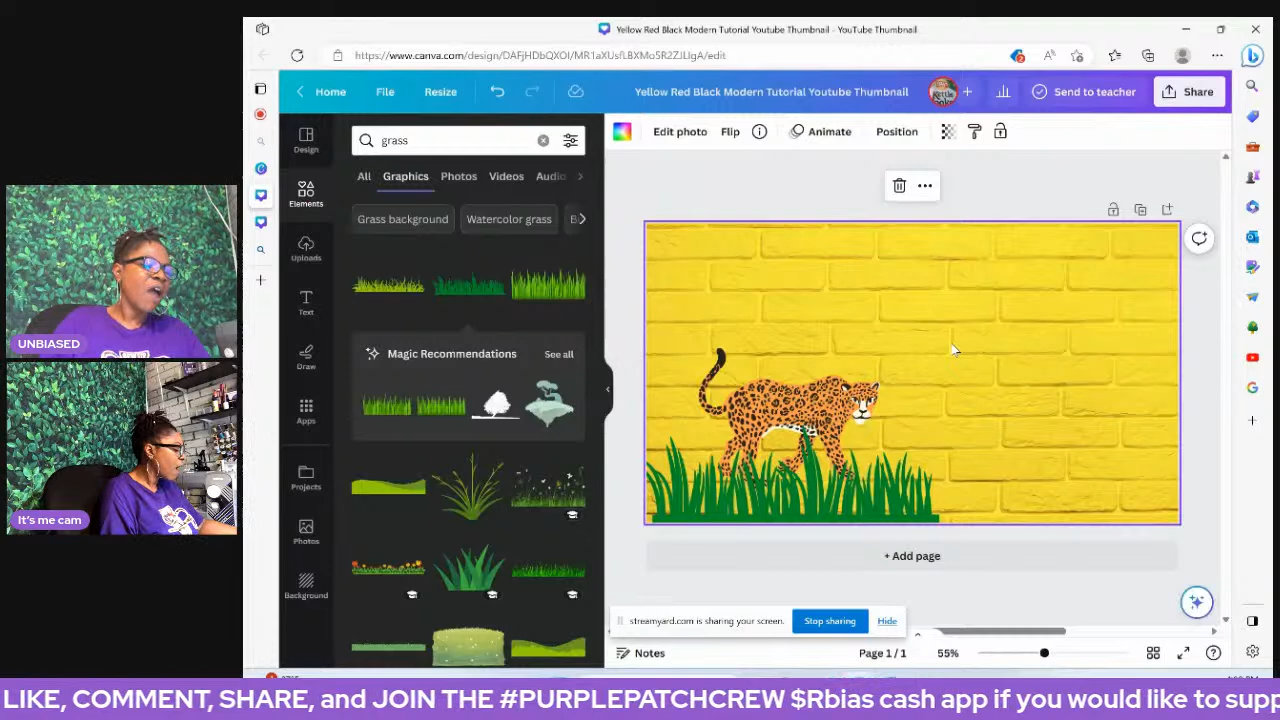 Yellow Red Black Modern Tutorial Youtube Thumbnail - YouTube Thumbnail
https://www.canva.com/design/DAFjHDbQXOI/MR1aXUsfLBXMo5R2ZJLIgA/edit
Home File Resize Yellow Red Black Modern Tutorial Youtube Thumbnail Send to teacher Share
Design
grass
Edit photo Flip Animate Position
All Graphics Photos Videos Audio
Elements
Grass background Watercolor grass
Uploads
Text
Magic Recommendations See all
Draw
Apps
Projects
Photos
Background
UNBIASED
It's me cam
+ Add page
streamyard.com is sharing your screen. Stop sharing Hide
Notes Page 1 / 1 55%
LIKE, COMMENT, SHARE, and JOIN THE #PURPLEPATCHCREW $Rbias cash app if you would like to supp